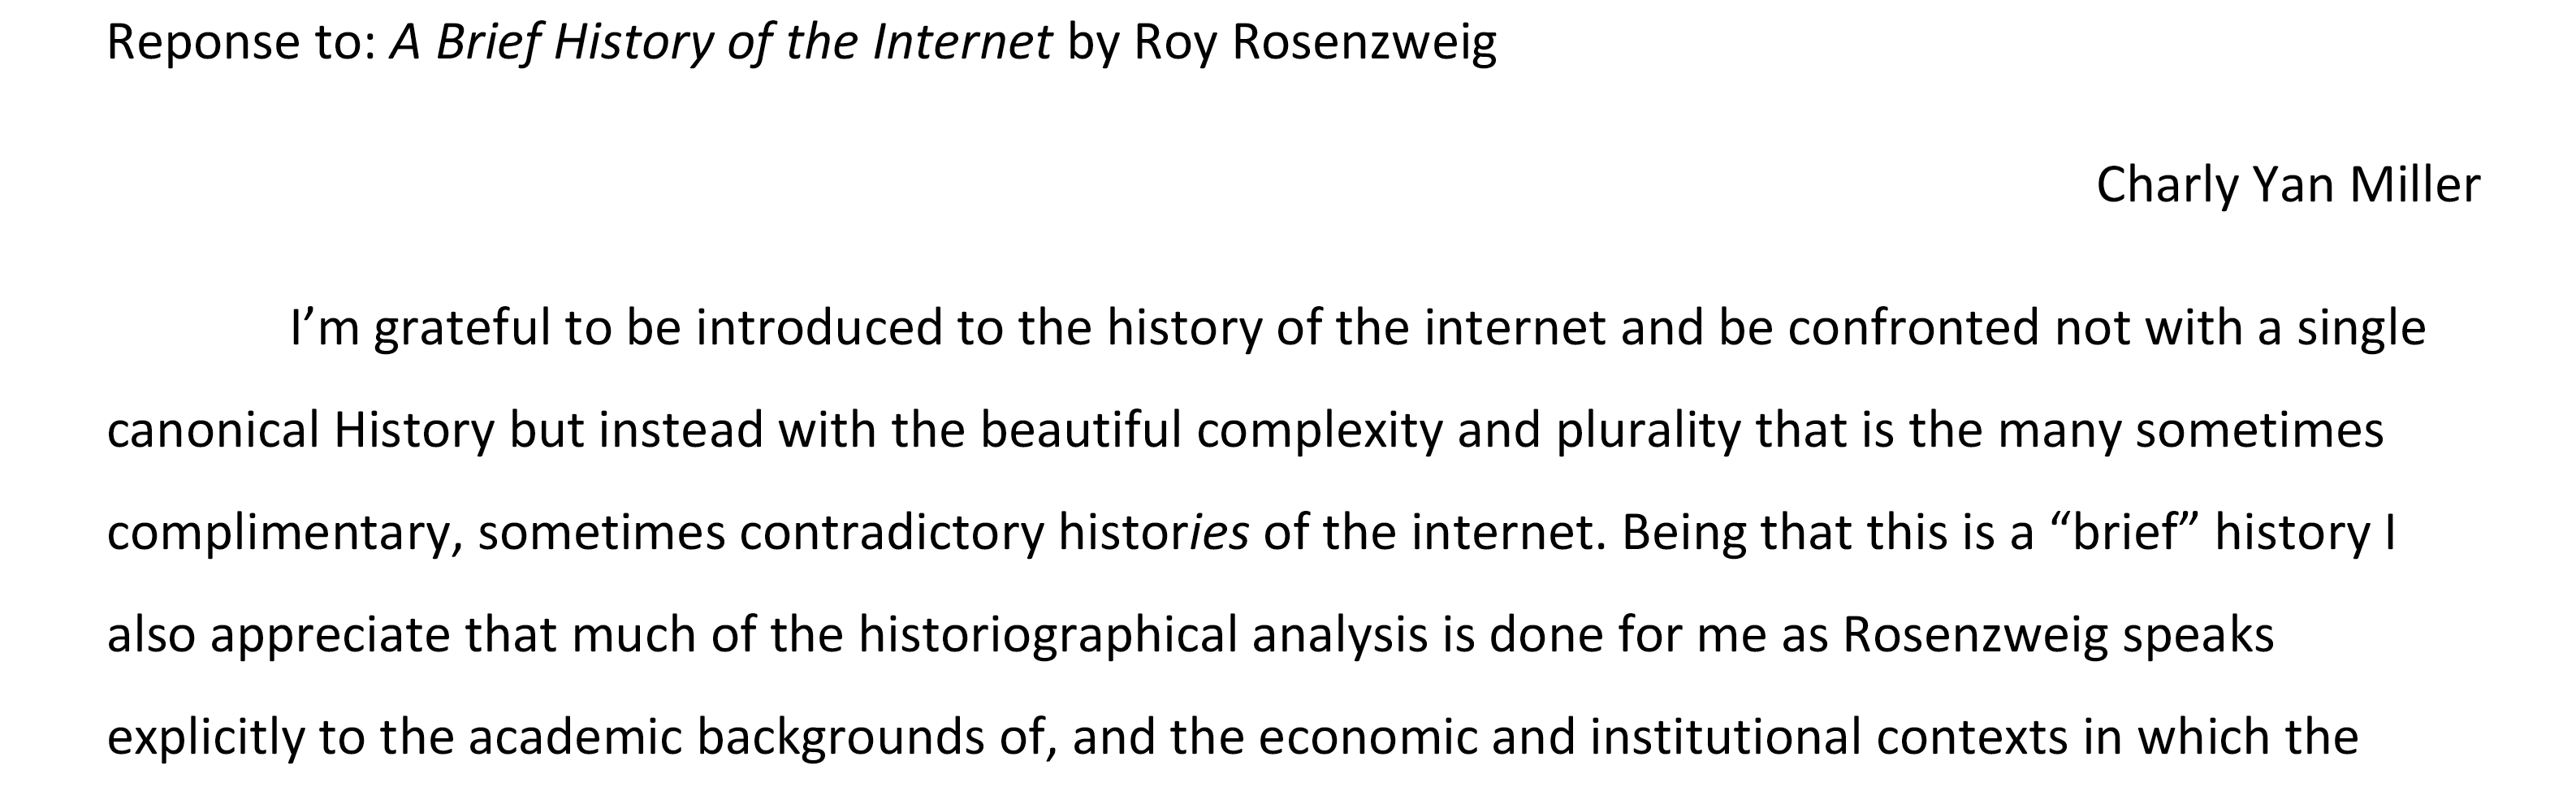 Reponse to: A Brief History of the Internet by Roy Rosenzweig
Charly Yan Miller
I’m grateful to be introduced to the history of the internet and be confronted not with a single
canonical History but instead with the beautiful complexity and plurality that is the many sometimes
complimentary, sometimes contradictory histories of the internet. Being that this is a “brief” history I
also appreciate that much of the historiographical analysis is done for me as Rosenzweig speaks
explicitly to the academic backgrounds of, and the economic and institutional contexts in which the